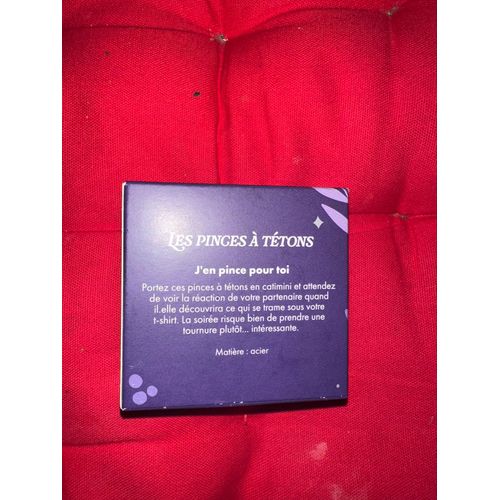 Les pinces à tétons
J'en pince pour toi
Portez ces pinces à tétons en catimini et attendez
de voir la réaction de votre partenaire quand
il.elle découvrira ce qui se trame sous votre
t-shirt. La soirée risque bien de prendre une
tournure plutôt... intéressante.
Matière : acier